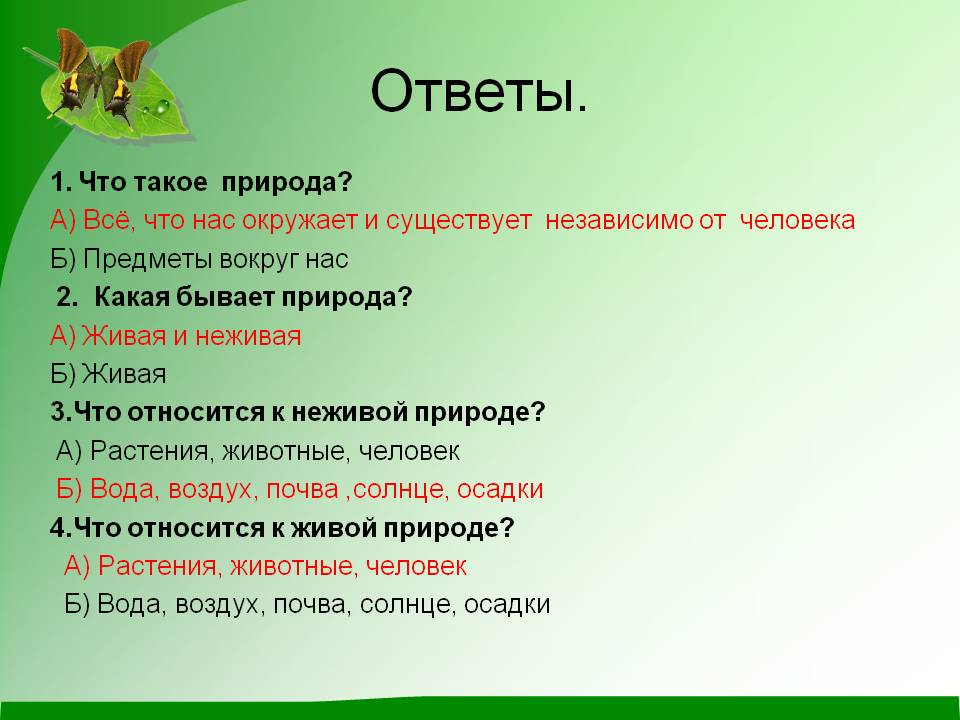 Ответы.
1. Что такое природа?
А) Всё, что нас окружает и существует независимо от человека
Б) Предметы вокруг нас
2. Какая бывает природа?
А) Живая и неживая
Б) Живая
3.Что относится к неживой природе?
А) Растения, животные, человек
Б) Вода, воздух, почва ,солнце, осадки
4.Что относится к живой природе?
А) Растения, животные, человек
Б) Вода, воздух, почва, солнце, осадки